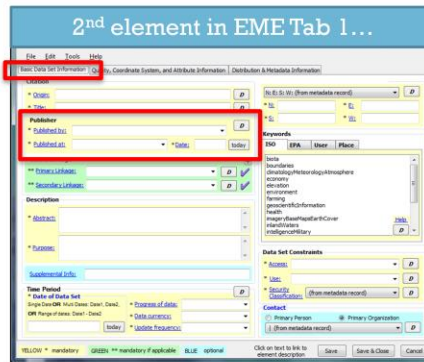 2nd element in EME Tab 1...
File Edit Tools Help
Basic Data Set Information Quality, Coordinate System, and Attribute Information Distribution & Metadata Information
Citation
* Origin:
* Title:
Publisher
D
* Published by:
* Published at:
* Date:
today
** Primary Linkage:
D
** Secondary Linkage:
D
Description
* Abstract:
* Purpose:
Supplemental Info:
Time Period
D
* Date of Data Set
Single Date OR Multi Dates: Date1, Date2,
OR Range of dates: Date1 - Date2
today
* Progress of data:
* Data currency:
* Update frequency:
N: E: S: W: (from metadata record)
D
* N:
* E:
* S:
* W:
Keywords
ISO EPA User Place
biota
boundaries
climatologyMeteorologyAtmosphere
economy
elevation
environment
farming
geoscientificInformation
health
imageryBaseMapsEarthCover
inlandWaters
intelligenceMilitary
Help
D
Data Set Constraints
* Access:
D
* Use:
D
* Security Classification:
(from metadata record)
D
Contact
Primary Person Primary Organization
| (from metadata record)
D
YELLOW * mandatory GREEN ** mandatory if applicable BLUE optional
Click on text to link to element description
Save Save & Close Cancel